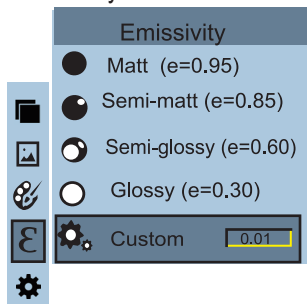 Emissivity
Matt (e=0.95)
Semi-matt (e=0.85)
Semi-glossy (e=0.60)
Glossy (e=0.30)
ε
Custom 0.01